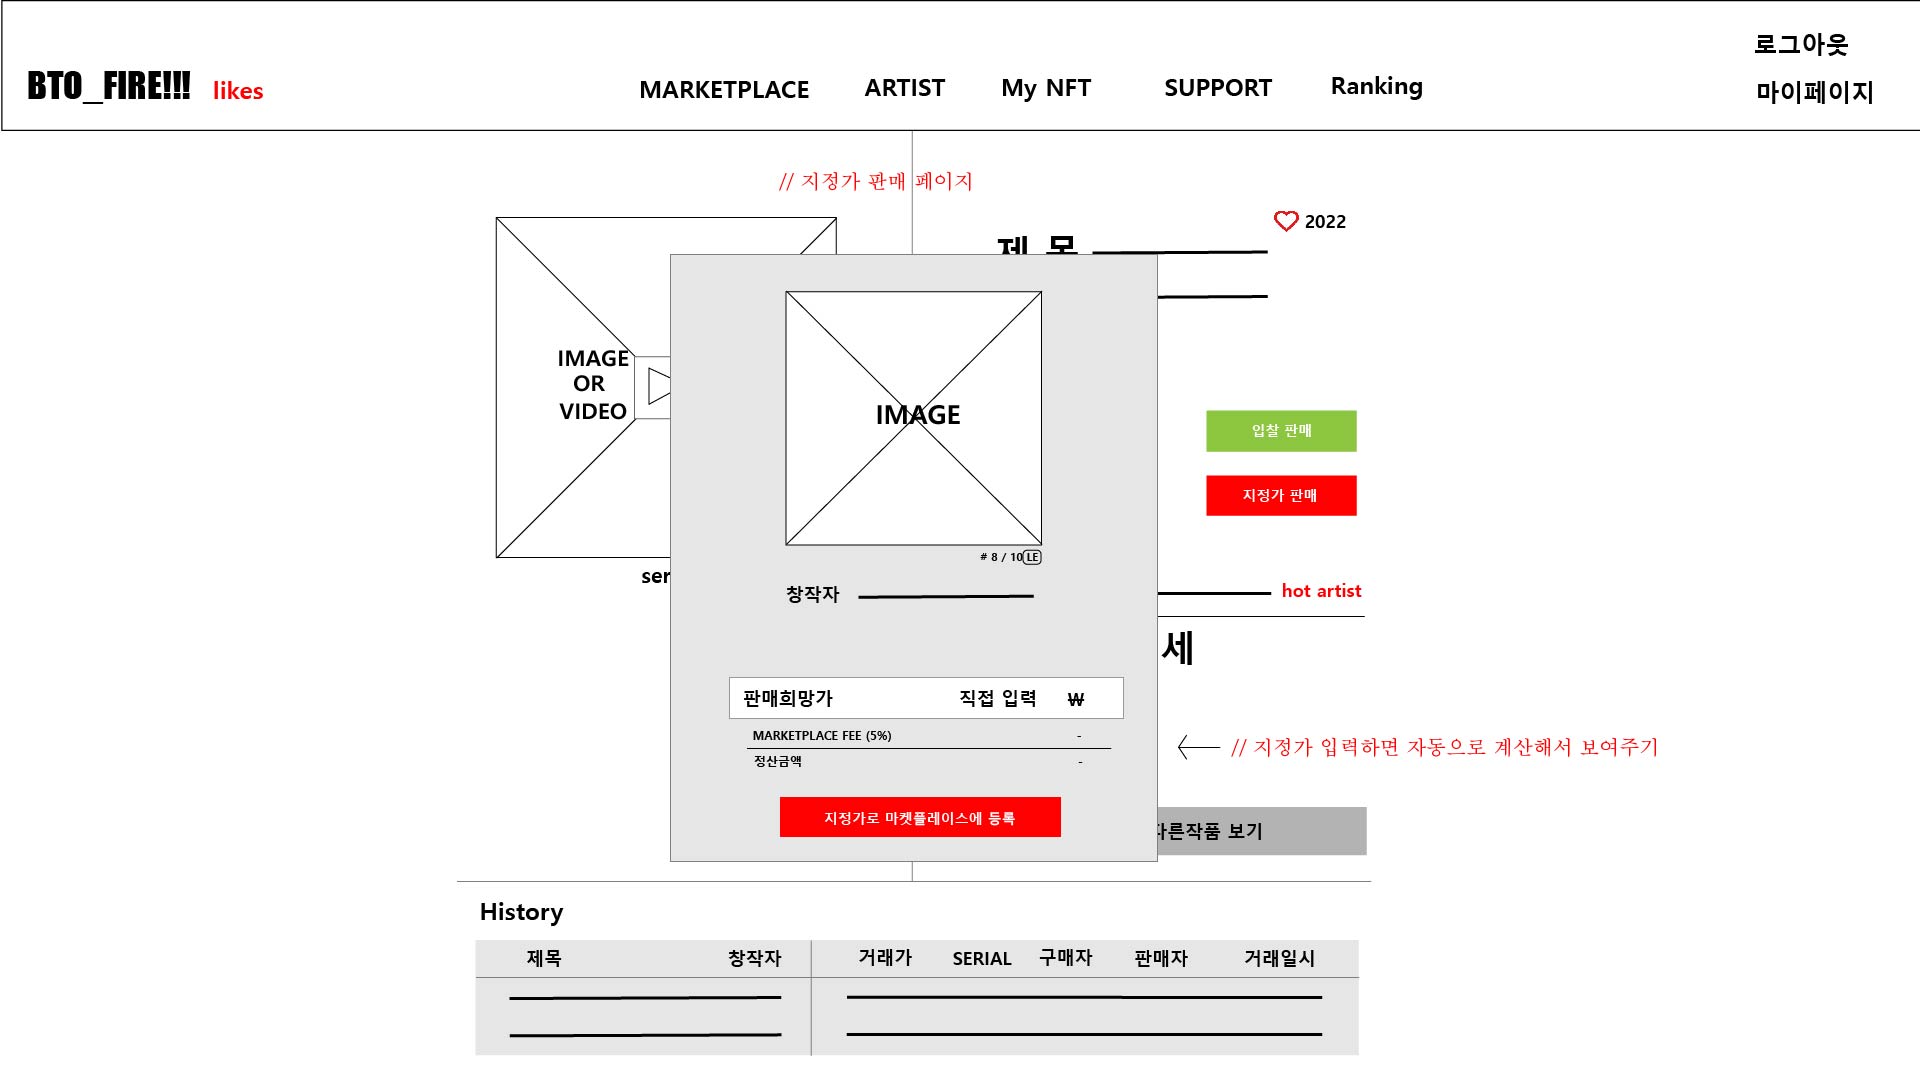 로그아웃
BTO_FIRE!!! likes MARKETPLACE ARTIST My NFT SUPPORT Ranking 마이페이지
// 지정가 판매 페이지
2022
제 목
IMAGE
OR
VIDEO
IMAGE
입찰 판매
지정가 판매
# 8 / 10 LE
ser
창작자
hot artist
세
판매희망가 직접 입력 ₩
MARKETPLACE FEE (5%) -
// 지정가 입력하면 자동으로 계산해서 보여주기
정산금액 -
지정가로 마켓플레이스에 등록
다른작품 보기
History
제목 창작자 거래가 SERIAL 구매자 판매자 거래일시